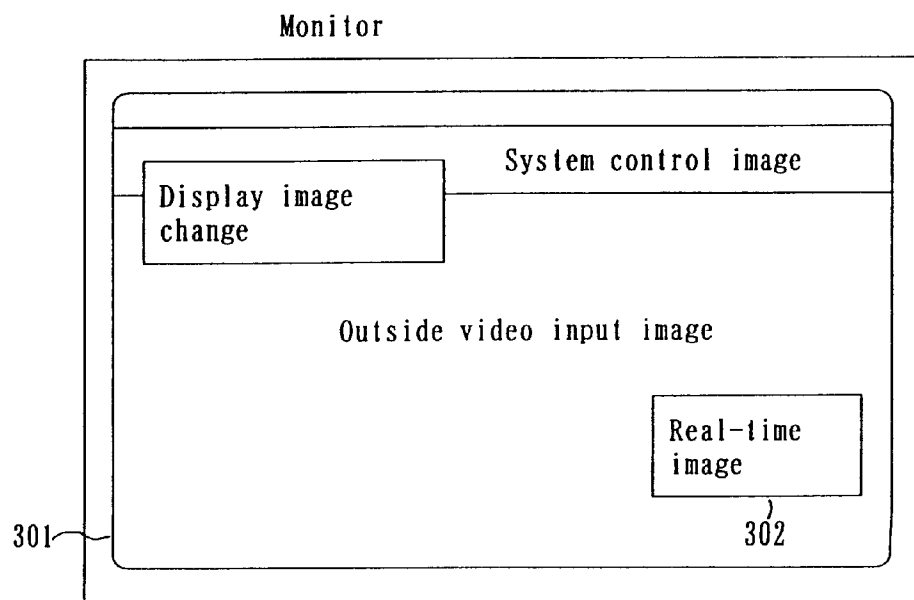 Monitor
System control image
Display image
change
Outside video input image
Real-time
image
301
302